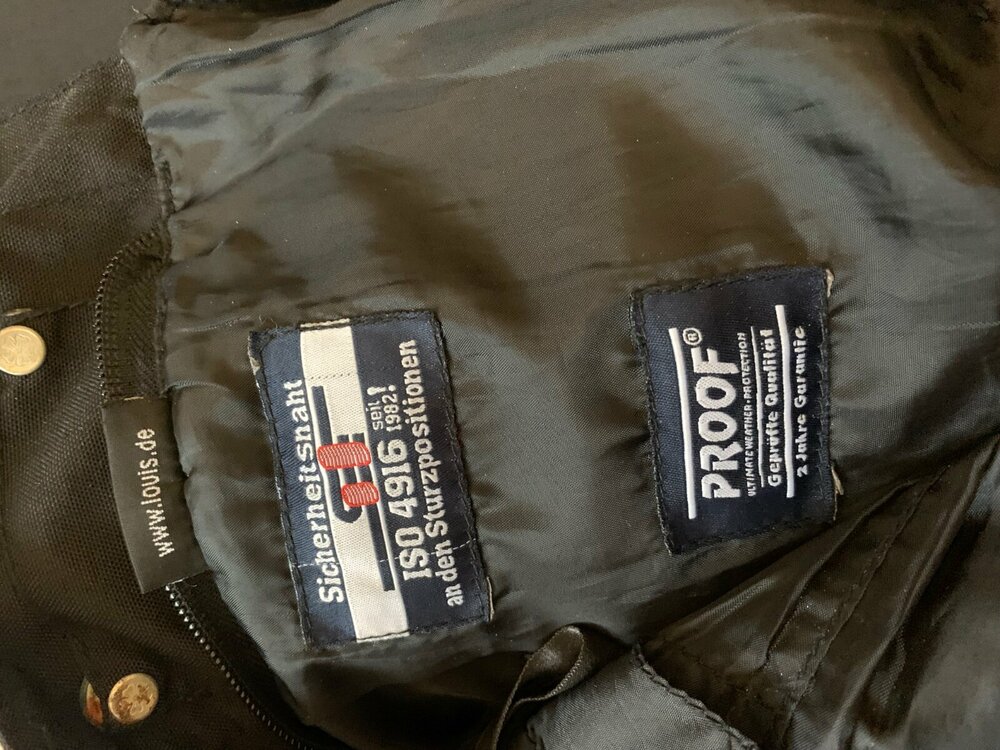 www.louis.de
Sicherheitsnaht
ISO 4916 seit 1982!
an den Sturzpositionen
PROOF®
ULTIMATE WEATHER-PROTECTION
Geprüfte Qualität
2 Jahre Garantie